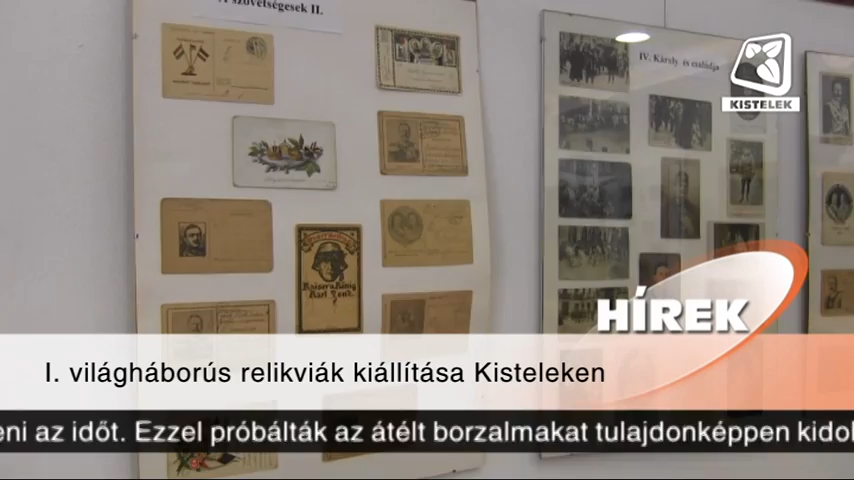 szövetségesek II.
IV. Károly és családja
KISTELEK
HÍREK
I. világháborús relikviák kiállítása Kisteleken
eni az időt. Ezzel próbálták az átélt borzalmakat tulajdonképpen kidol